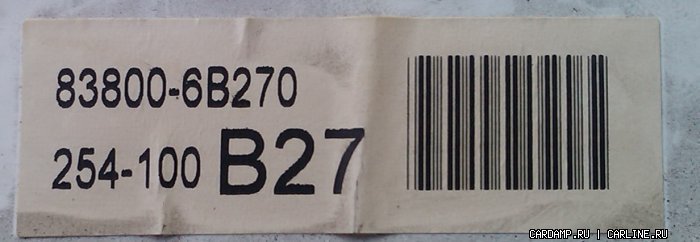 83800-6B270
254-100 B27
CARDAMP.RU | CARLINE.RU